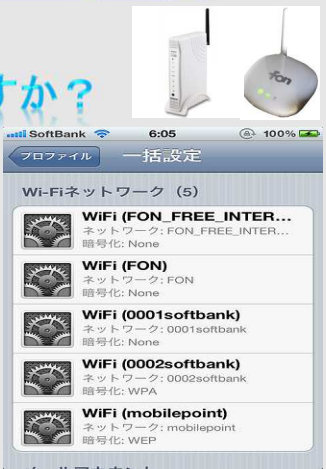 fon
すか？
SoftBank 6:05 100%
プロファイル 一括設定
Wi-Fiネットワーク（5）
WiFi (FON_FREE_INTER...
ネットワーク: FON_FREE_INTER...
暗号化: None
WiFi (FON)
ネットワーク: FON
暗号化: None
WiFi (0001softbank)
ネットワーク: 0001softbank
暗号化: None
WiFi (0002softbank)
ネットワーク: 0002softbank
暗号化: WPA
WiFi (mobilepoint)
ネットワーク: mobilepoint
暗号化: WEP